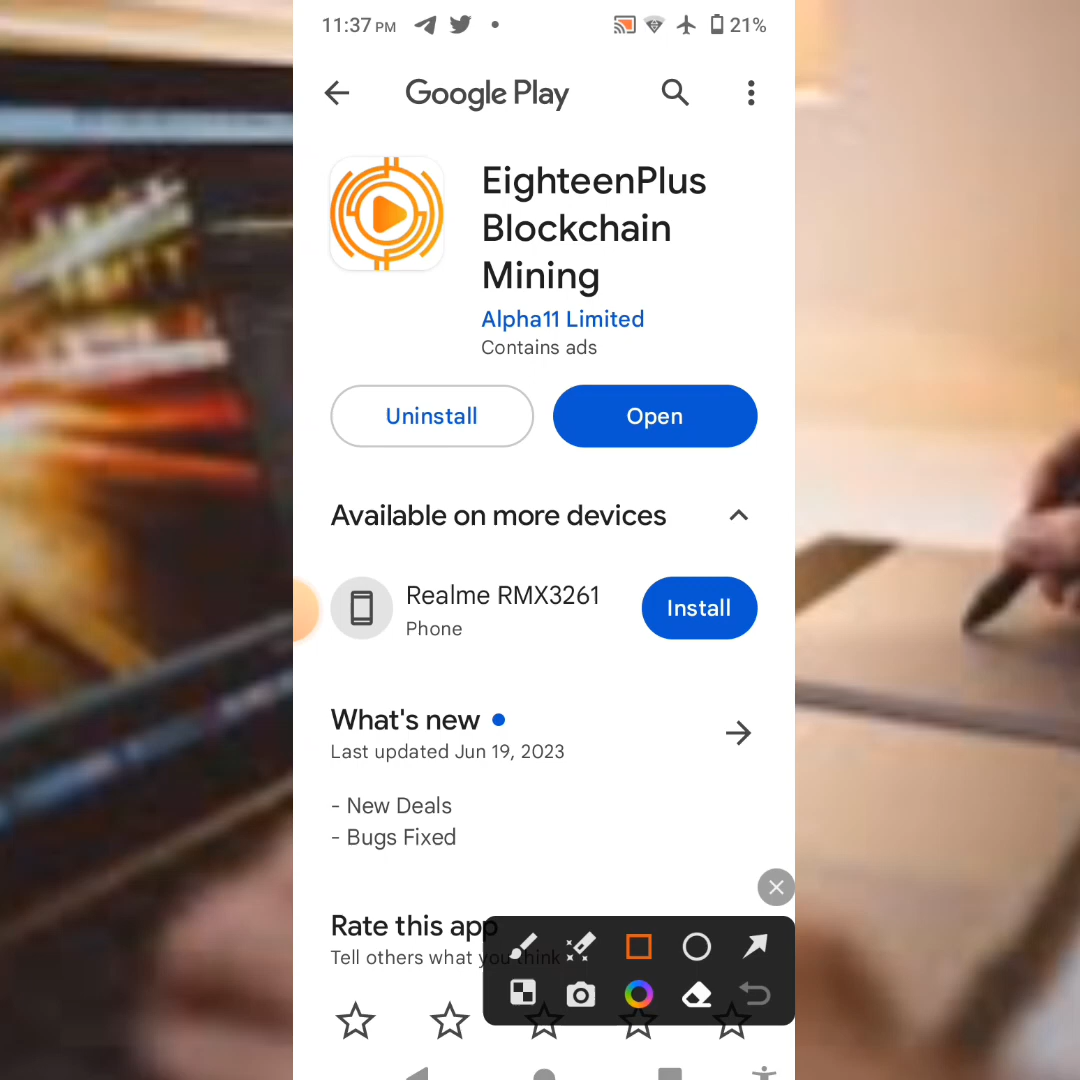 11:37 PM
21%
Google Play
EighteenPlus
Blockchain
Mining
Alpha11 Limited
Contains ads
Uninstall
Open
Available on more devices
Realme RMX3261
Phone
Install
What's new
Last updated Jun 19, 2023
- New Deals
- Bugs Fixed
Rate this app
Tell others what you think